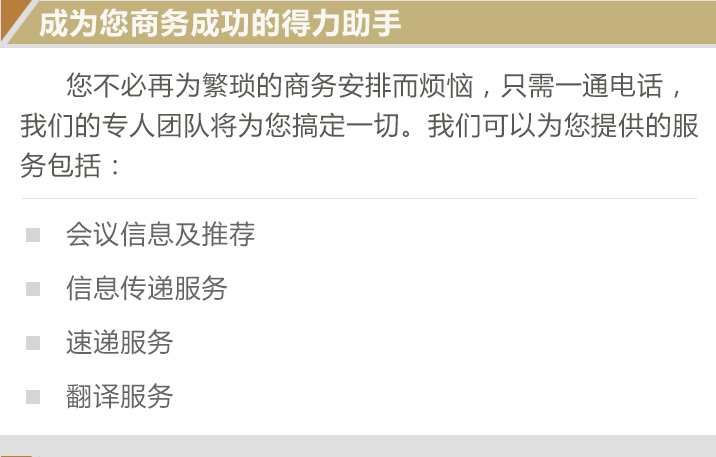 成为您商务成功的得力助手
您不必再为繁琐的商务安排而烦恼，只需一通电话，
我们的专人团队将为您搞定一切。我们可以为您提供的服
务包括：
会议信息及推荐
信息传递服务
速递服务
翻译服务